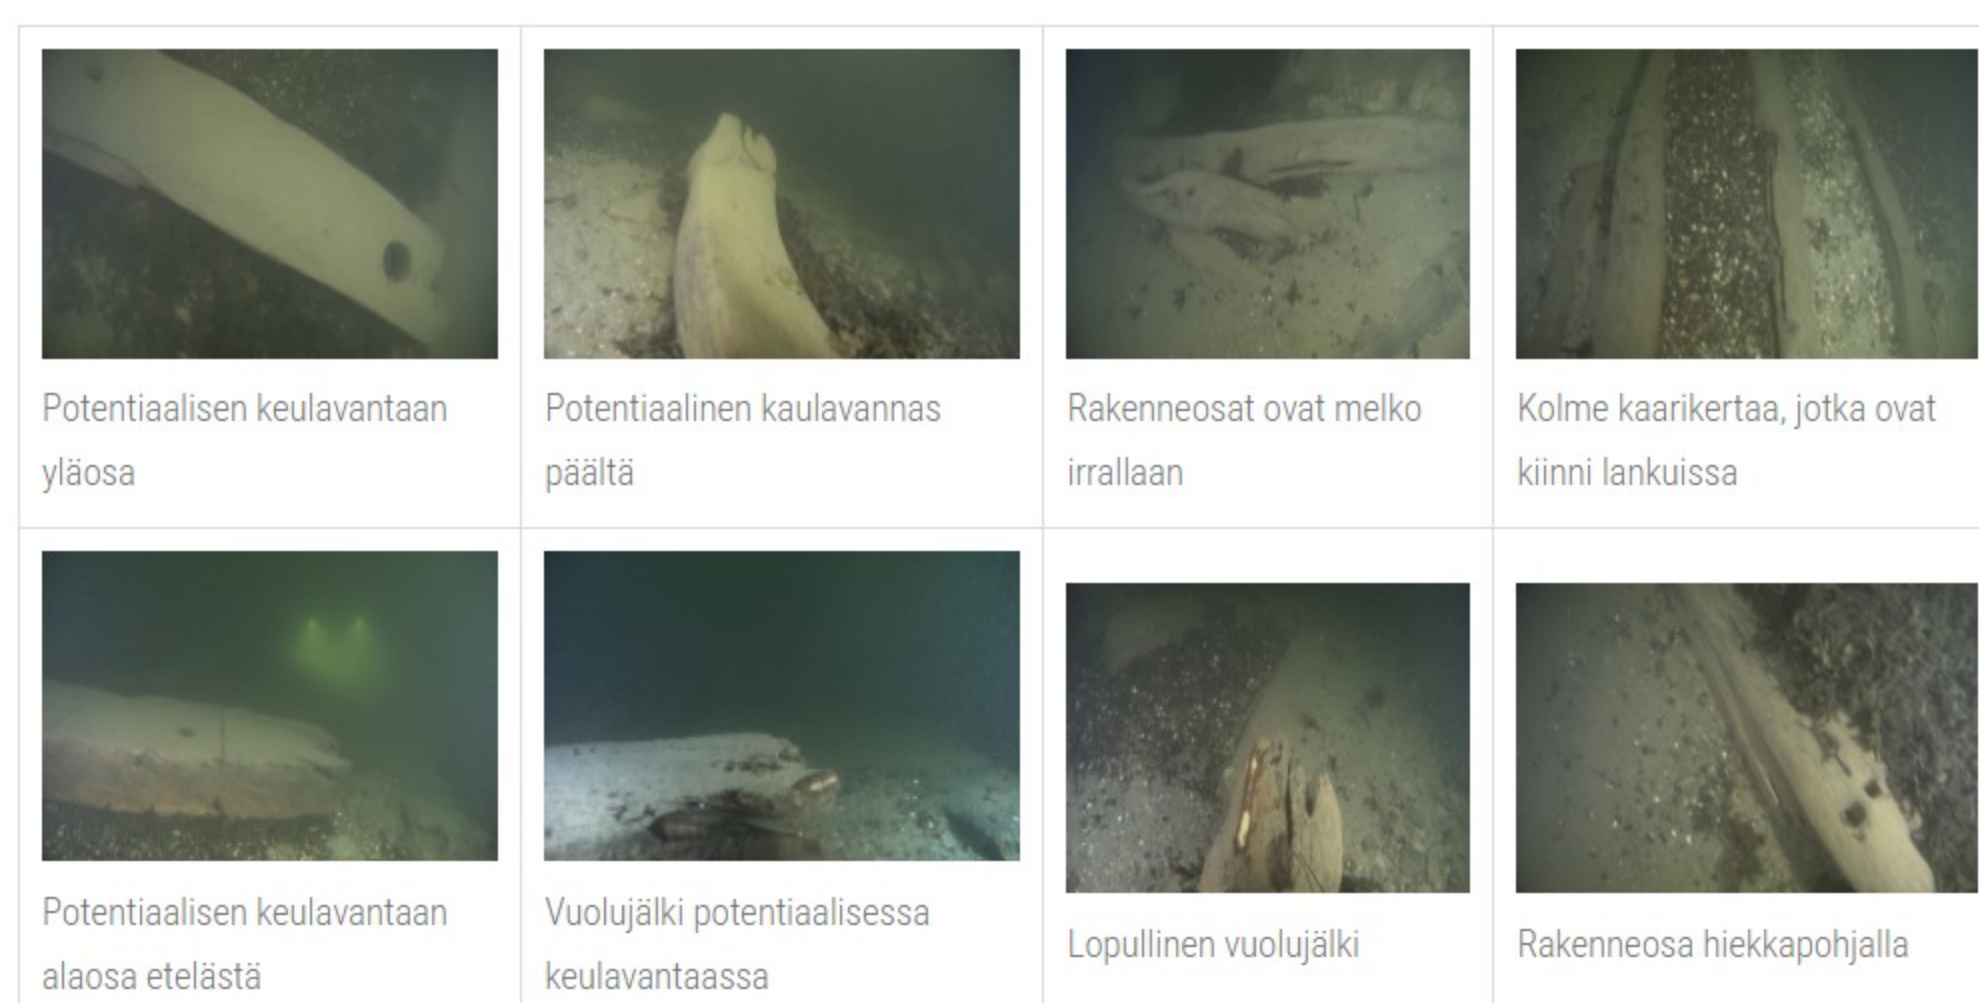 Potentiaalisen keulavantaan
yläosa
Potentiaalinen kaulavannas
päältä
Rakenneosat ovat melko
irrallaan
Kolme kaarikertaa, jotka ovat
kiinni lankuissa
Potentiaalisen keulavantaan
alaosa etelästä
Vuolujälki potentiaalisessa
keulavantaassa
Lopullinen vuolujälki
Rakenneosa hiekkapohjalla